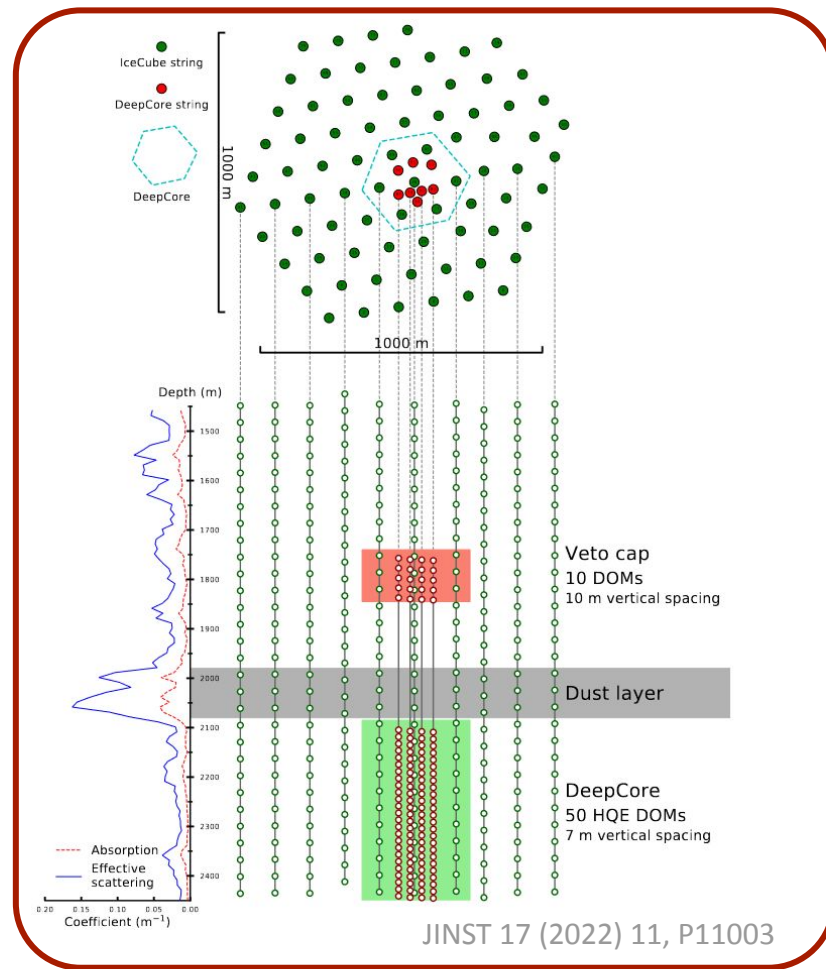 IceCube string
DeepCore string
DeepCore
1000 m
1000 m
Depth (m)
1500
1600
1700
Veto cap
10 DOMs
10 m vertical spacing
1800
1900
2000
Dust layer
2100
2200
DeepCore
50 HQE DOMs
7 m vertical spacing
2300
Absorption
Effective
scattering
2400
0.20 0.15 0.10 0.05 0.00
Coefficient (m⁻¹)
JINST 17 (2022) 11, P11003